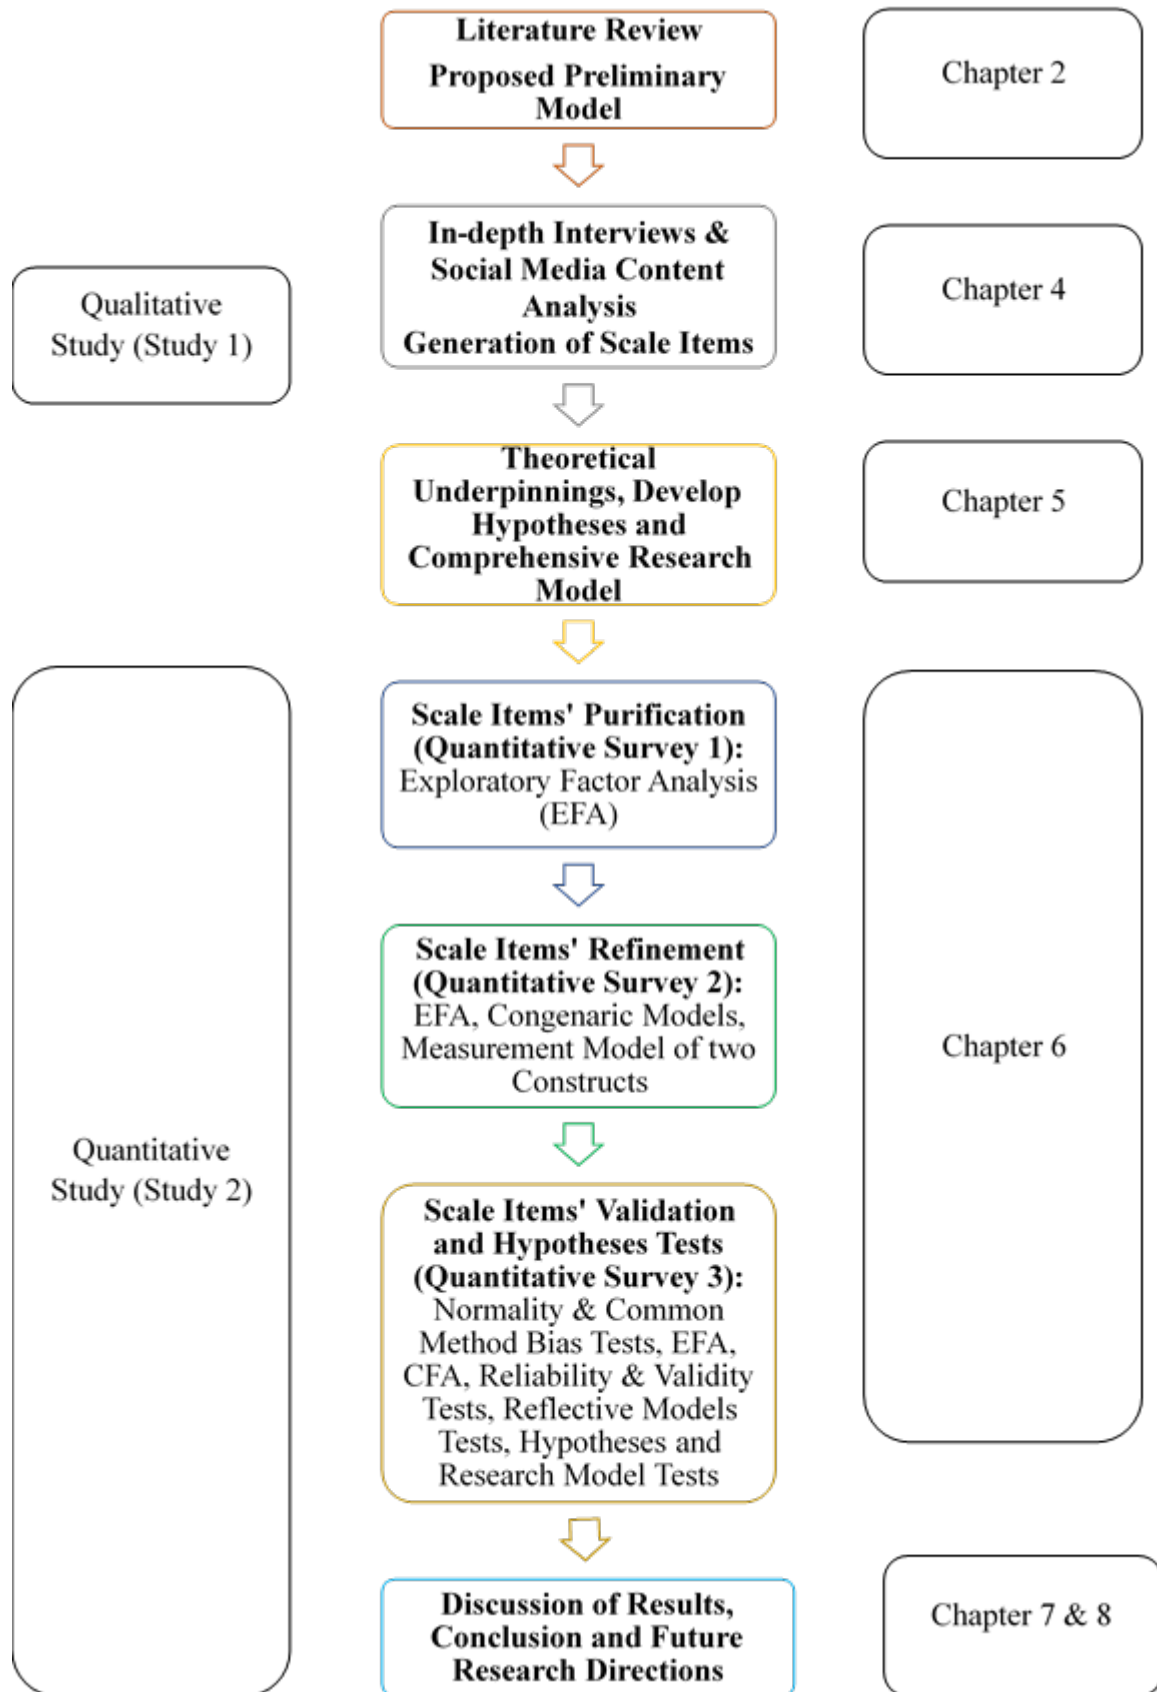 Literature Review
Proposed Preliminary
Model
Chapter 2
In-depth Interviews &
Social Media Content
Analysis
Generation of Scale Items
Qualitative
Study (Study 1)
Chapter 4
Theoretical
Underpinnings, Develop
Hypotheses and
Comprehensive Research
Model
Chapter 5
Scale Items' Purification
(Quantitative Survey 1):
Exploratory Factor Analysis
(EFA)
Scale Items' Refinement
(Quantitative Survey 2):
EFA, Congenaric Models,
Measurement Model of two
Constructs
Chapter 6
Quantitative
Study (Study 2)
Scale Items' Validation
and Hypotheses Tests
(Quantitative Survey 3):
Normality & Common
Method Bias Tests, EFA,
CFA, Reliability & Validity
Tests, Reflective Models
Tests, Hypotheses and
Research Model Tests
Discussion of Results,
Conclusion and Future
Research Directions
Chapter 7 & 8